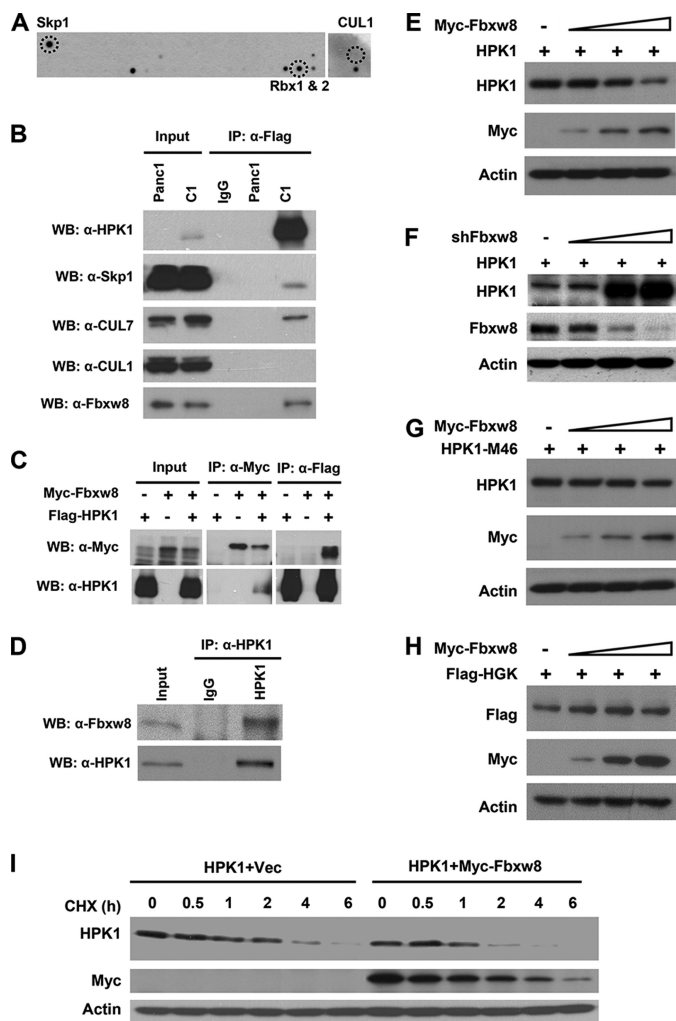 A
Skp1
CUL1
Rbx1 & 2
B
Input
IP: α-Flag
Panc1
C1
IgG
Panc1
C1
WB: α-HPK1
WB: α-Skp1
WB: α-CUL7
WB: α-CUL1
WB: α-Fbxw8
C
Input
IP: α-Myc
IP: α-Flag
Myc-Fbxw8 - + + - + + - + +
Flag-HPK1 + - + + - + + - +
WB: α-Myc
WB: α-HPK1
D
IP: α-HPK1
Input
IgG
HPK1
WB: α-Fbxw8
WB: α-HPK1
E
Myc-Fbxw8 -
HPK1 + + + +
HPK1
Myc
Actin
F
shFbxw8 -
HPK1 + + + +
HPK1
Fbxw8
Actin
G
Myc-Fbxw8 -
HPK1-M46 + + + +
HPK1
Myc
Actin
H
Myc-Fbxw8 -
Flag-HGK + + + +
Flag
Myc
Actin
I
HPK1+Vec
HPK1+Myc-Fbxw8
CHX (h) 0 0.5 1 2 4 6 0 0.5 1 2 4 6
HPK1
Myc
Actin